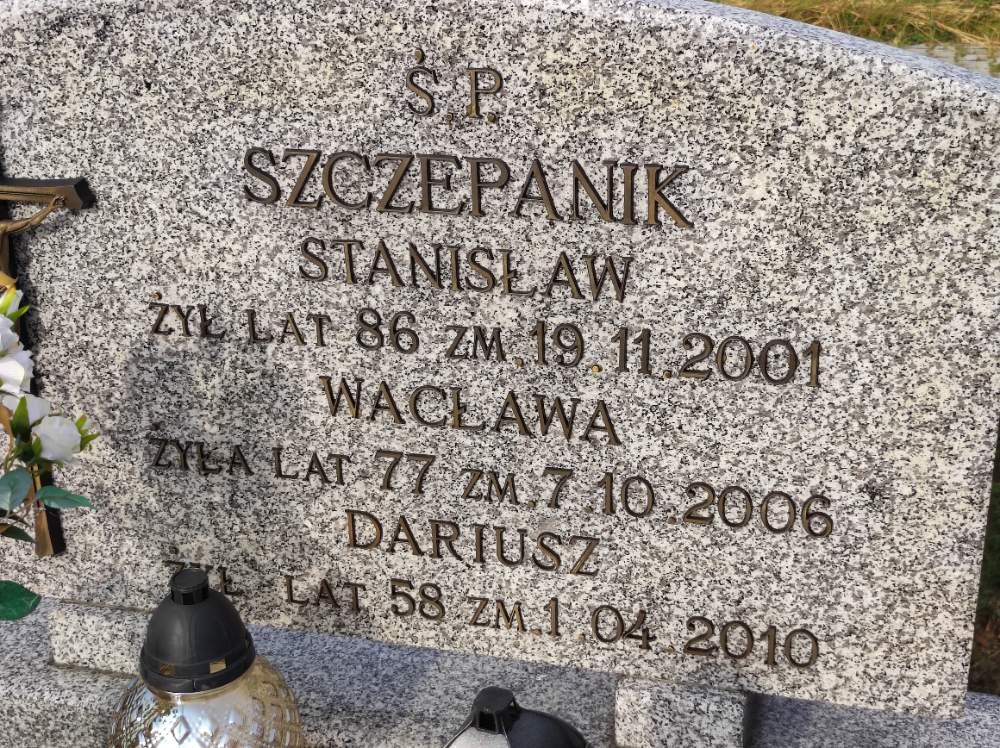 Ś.P.
SZCZEPANIK
STANISŁAW
ŻYŁ LAT 86 ZM. 19.11.2001
WACŁAWA
ŻYŁA LAT 77 ZM. 7.10.2006
DARIUSZ
ŻYŁ LAT 58 ZM. 1.04.2010